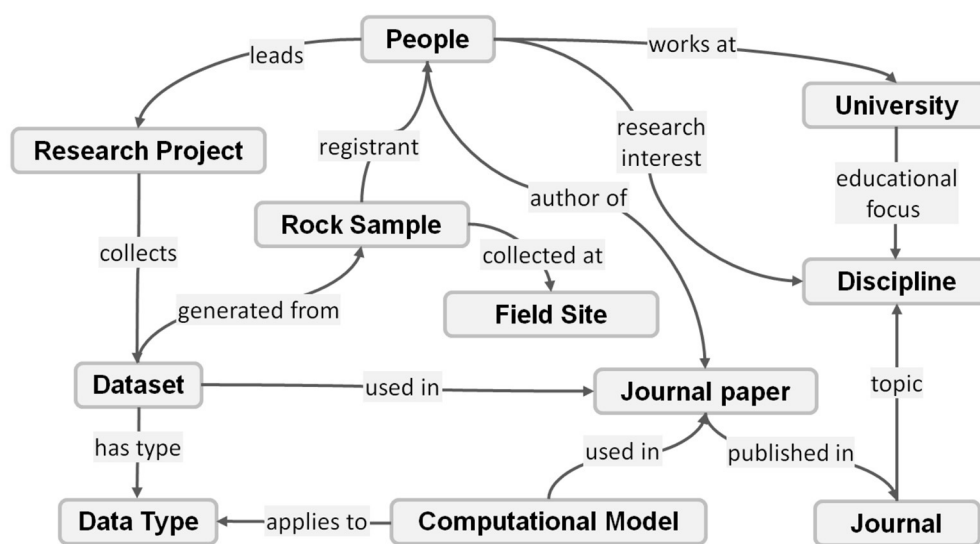 People
works at
leads
University
research
interest
registrant
Research Project
educational
focus
author of
Rock Sample
collects
collected at
Discipline
generated from
Field Site
Dataset
used in
Journal paper
topic
has type
used in
published in
Data Type
applies to
Computational Model
Journal